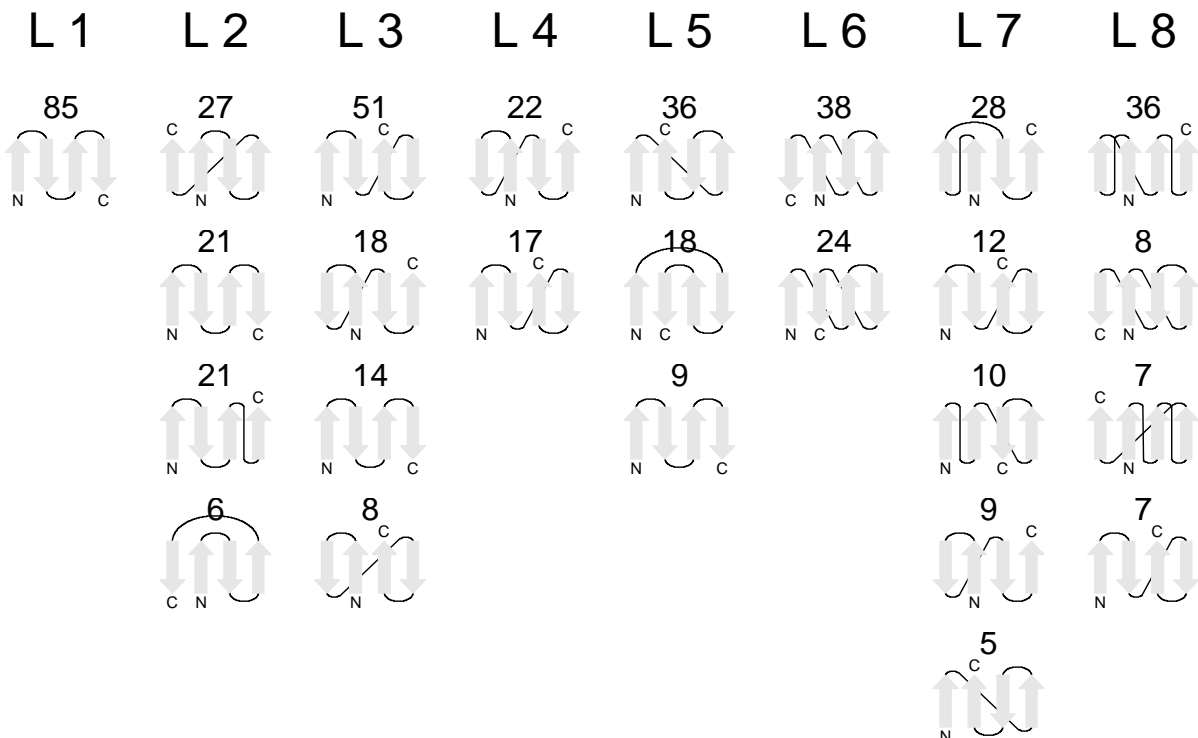 L 1 L 2 L 3 L 4 L 5 L 6 L 7 L 8
85 27 51 22 36 38 28 36
C C C C C C
N C N N N N C N N N
21 18 17 18 24 12 8
C C C
N C N N N C N C N C N
21 14 9 10 7
C C
N N C N C N C N
6 8 9 7
C C C
C N N N N
5
C
N